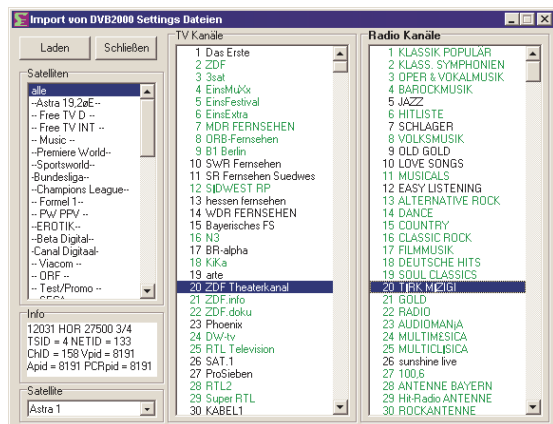 Import von DVB2000 Settings Dateien
Laden
Schließen
Satelliten
alle
--Astra 19,2øE--
-- Free TV D --
-- Free TV INT --
-- Music --
--Premiere World--
--Sportsworld--
-Bundesliga--
--Champions League--
-- Formel 1--
-- PW PPV --
--EROTIK--
--Beta Digital--
-Canal Digitaal-
-- Viacom --
-- ORF --
-- Test/Promo --
Info
12031 HOR 27500 3/4
TSID = 4 NETID = 133
ChID = 158 Vpid = 8191
Apid = 8191 PCRpid = 8191
Satellite
Astra 1
TV Kanäle
1 Das Erste
2 ZDF
3 3sat
4 EinsMuXx
5 EinsFestival
6 EinsExtra
7 MDR FERNSEHEN
8 ORB-Fernsehen
9 B1 Berlin
10 SWR Fernsehen
11 SR Fernsehen Suedwes
12 SIDWEST RP
13 hessen fernsehen
14 WDR FERNSEHEN
15 Bayerisches FS
16 N3
17 BR-alpha
18 KiKa
19 arte
20 ZDF Theaterkanal
21 ZDF.info
22 ZDF.doku
23 Phoenix
24 DW-tv
25 RTL Television
26 SAT.1
27 ProSieben
28 RTL2
29 Super RTL
30 KABEL1
Radio Kanäle
1 KLASSIK POPULÄR
2 KLASS. SYMPHONIEN
3 OPER & VOKALMUSIK
4 BAROCKMUSIK
5 JAZZ
6 HITLISTE
7 SCHLAGER
8 VOLKSMUSIK
9 OLD GOLD
10 LOVE SONGS
11 MUSICALS
12 EASY LISTENING
13 ALTERNATIVE ROCK
14 DANCE
15 COUNTRY
16 CLASSIC ROCK
17 FILMMUSIK
18 DEUTSCHE HITS
19 SOUL CLASSICS
20 TIRK MIZIGI
21 GOLD
22 RADIO
23 AUDIOMANIA
24 MULTIMESICA
25 MULTICLISICA
26 sunshine live
27 100,6
28 ANTENNE BAYERN
29 Hit-Radio ANTENNE
30 ROCKANTENNE